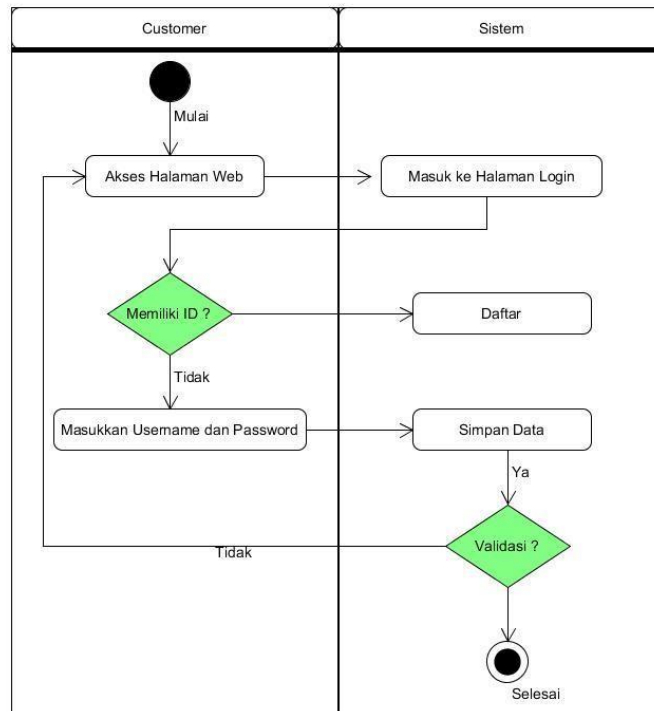 Customer
Sistem
Mulai
Akses Halaman Web
Masuk ke Halaman Login
Memiliki ID ?
Daftar
Tidak
Masukkan Username dan Password
Simpan Data
Ya
Validasi ?
Tidak
Selesai